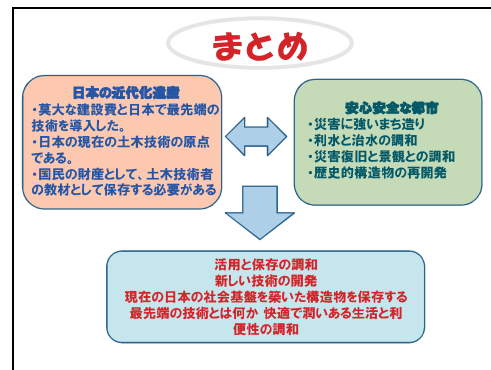 まとめ
日本の近代化遺産
・莫大な建設費と日本で最先端の
技術を導入した。
・日本の現在の土木技術の原点
である。
・国民の財産として、土木技術者
の教材として保存する必要がある
安心安全な都市
・災害に強いまち造り
・利水と治水の調和
・災害復旧と景観との調和
・歴史的構造物の再開発
活用と保存の調和
新しい技術の開発
現在の日本の社会基盤を築いた構造物を保存する
最先端の技術とは何か 快適で潤いある生活と利
便性の調和